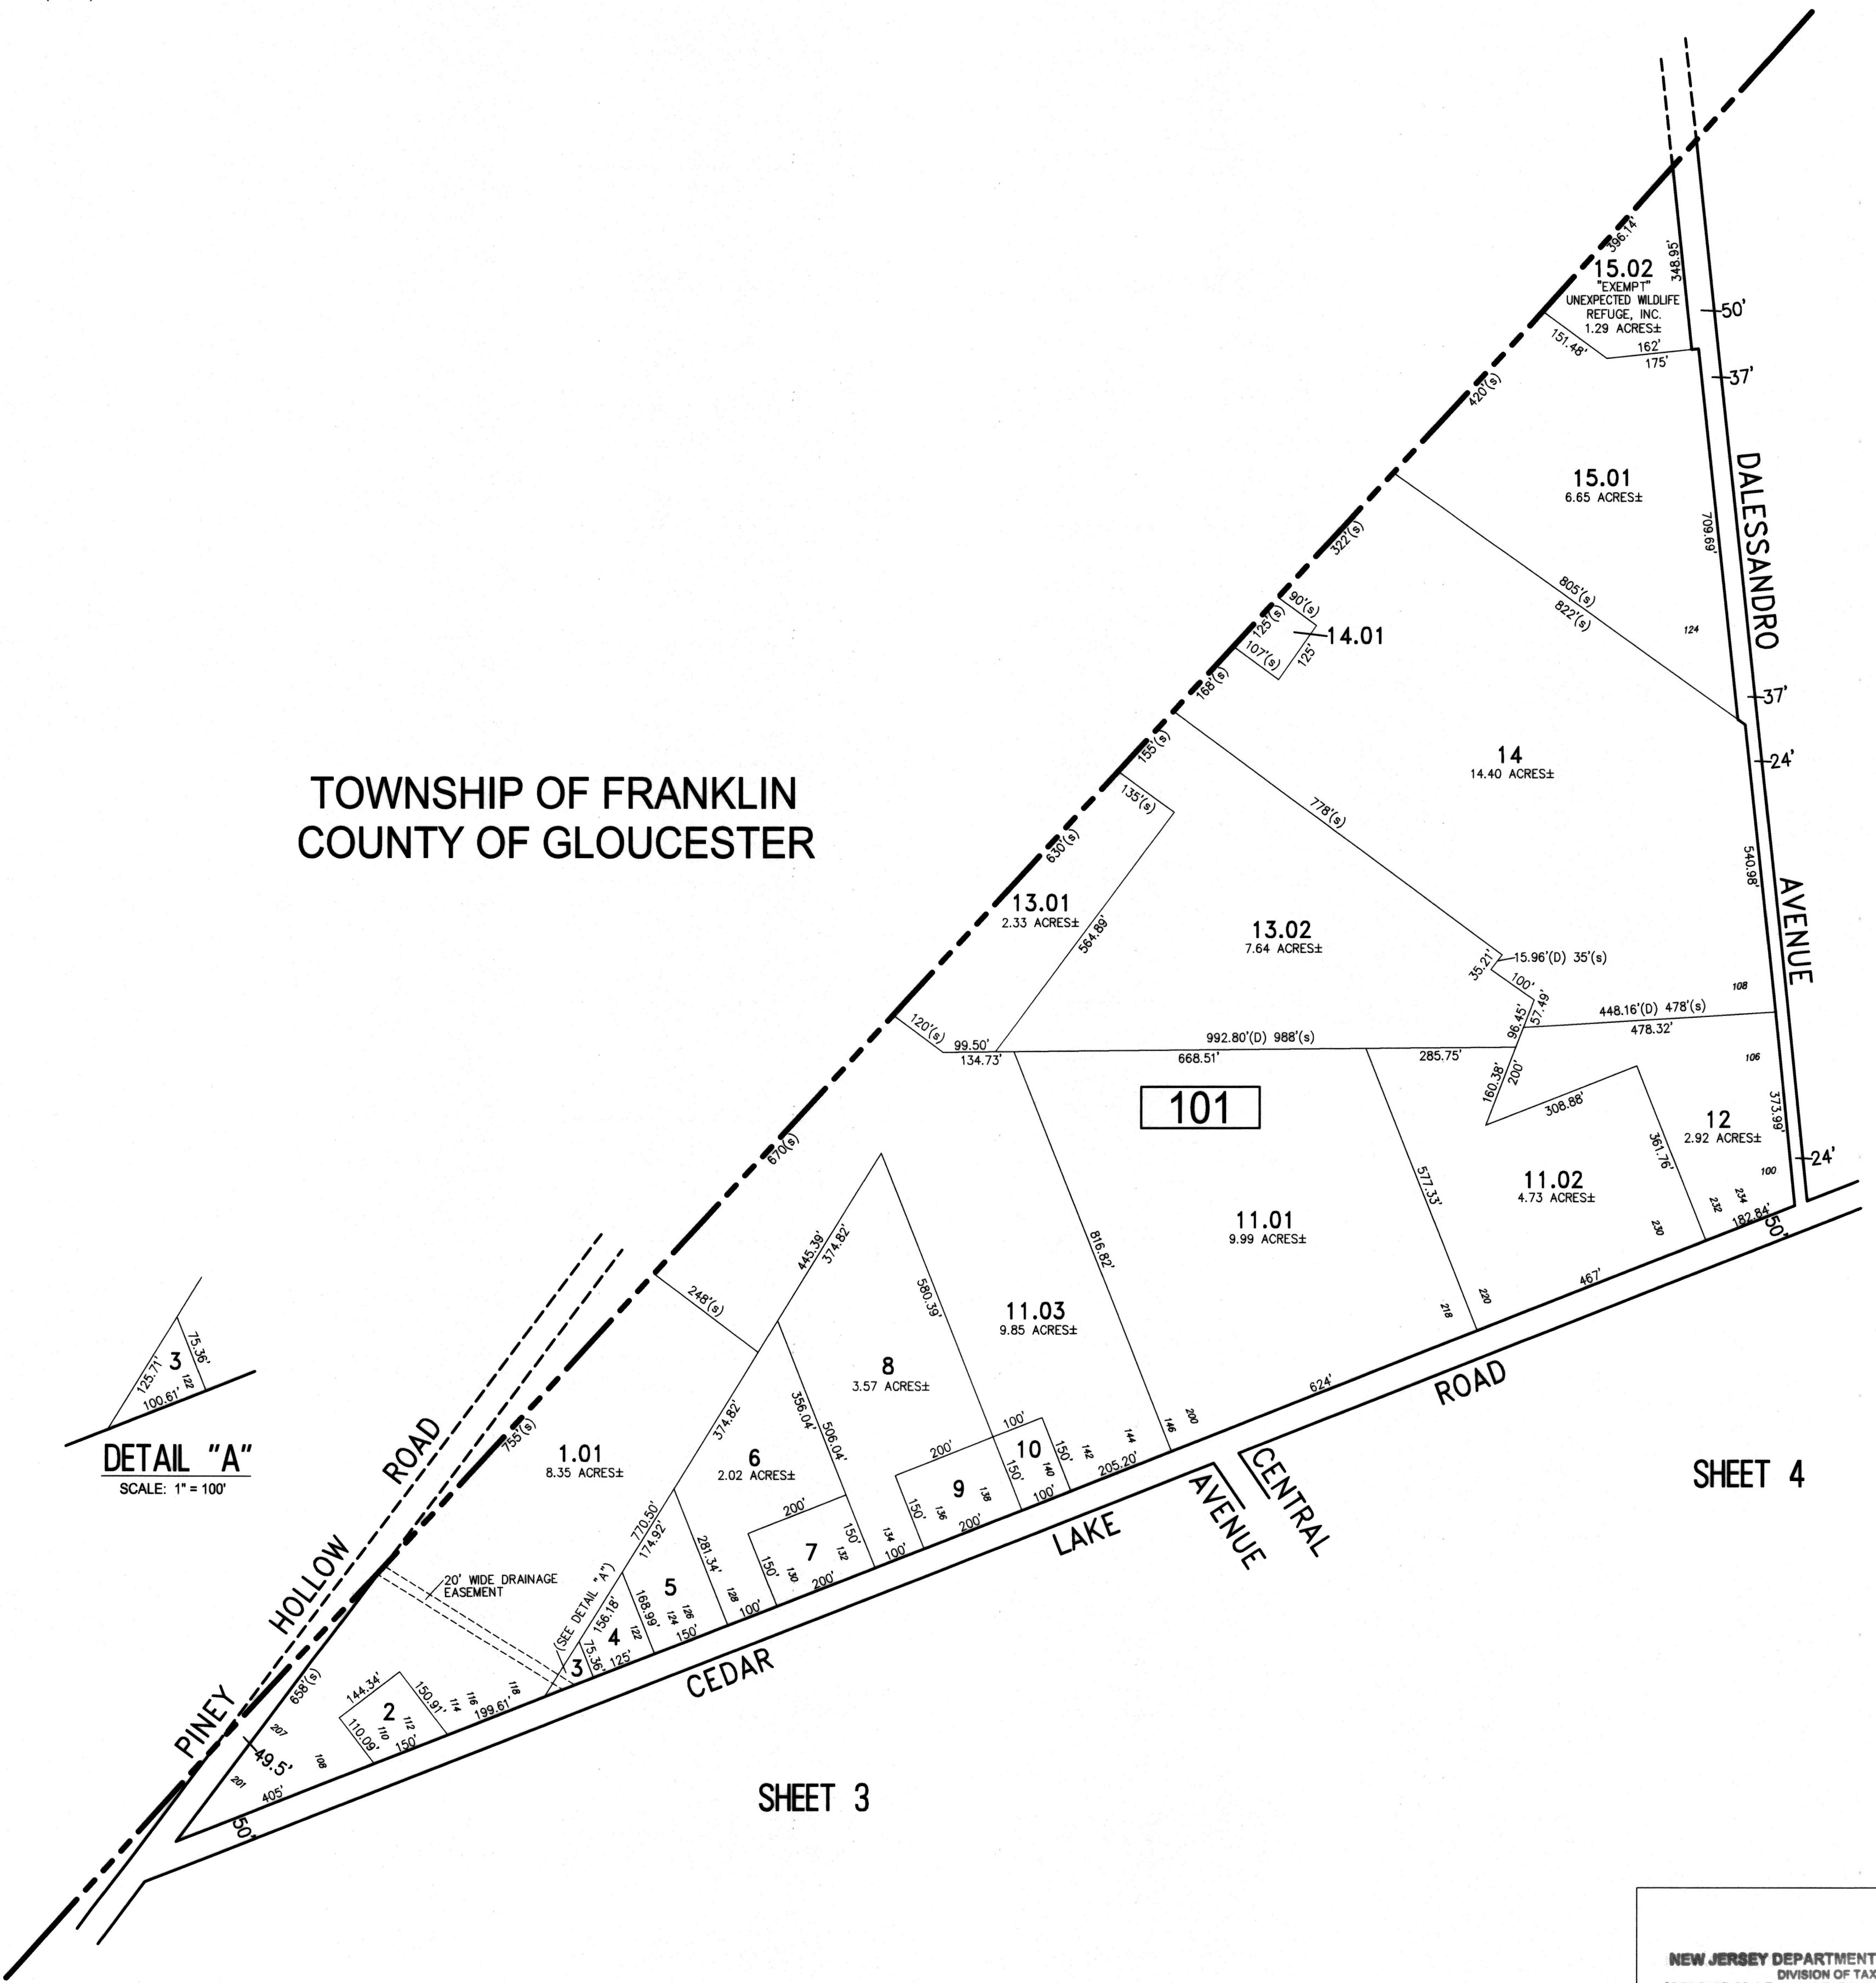 396.14'
348.95'
15.02
"EXEMPT"
UNEXPECTED WILDLIFE
REFUGE, INC.
1.29 ACRES±
50'
151.48'
162'
175'
37'
420'(s)
DALESSANDRO
15.01
6.65 ACRES±
709.69'
322'(s)
805'(s)
822'(s)
90'(s)
125'(s)
14.01
107'(s)
125'
124
168'(s)
37'
155'(s)
14
14.40 ACRES±
24'
TOWNSHIP OF FRANKLIN
COUNTY OF GLOUCESTER
135'(s)
778'(s)
630'(s)
540.98'
13.01
2.33 ACRES±
564.89'
13.02
7.64 ACRES±
AVENUE
35.21'
15.96'(D) 35'(s)
100'
108
57.49'
96.45'
448.16'(D) 478'(s)
478.32'
120'(s)
99.50'
134.73'
992.80'(D) 988'(s)
668.51'
285.75'
106
160.38'
200'
101
308.88'
373.99'
12
2.92 ACRES±
361.76'
670(s)
577.33'
11.02
4.73 ACRES±
100
24'
234
232
182.84'
50'
230
11.01
9.99 ACRES±
816.82'
445.39'
374.82'
580.39'
248'(s)
467'
220
218
11.03
9.85 ACRES±
75.36'
125.71'
3
122
100.61'
DETAIL "A"
SCALE: 1" = 100'
8
3.57 ACRES±
374.82'
356.04'
506.04'
624'
ROAD
100'
200
146
144
142
150'
140
10
205.20'
150'
100'
755'(s)
ROAD
1.01
8.35 ACRES±
6
2.02 ACRES±
200'
9
138
136
150'
200'
CENTRAL
AVENUE
SHEET 4
770.50'
174.92'
281.34'
200'
150'
134
100'
LAKE
7
132
130
150'
200'
HOLLOW
20' WIDE DRAINAGE
EASEMENT
(SEE DETAIL "A")
156.18'
168.99'
5
126
124
128
100'
150'
4
122
125'
75.36'
3
CEDAR
658'(s)
144.34'
150.91'
118
116
114
199.61'
2
112
110
110.09'
150'
PINEY
207
49.5'
108
201
405'
50'
SHEET 3
NEW JERSEY DEPARTMENT
DIVISION OF TAX